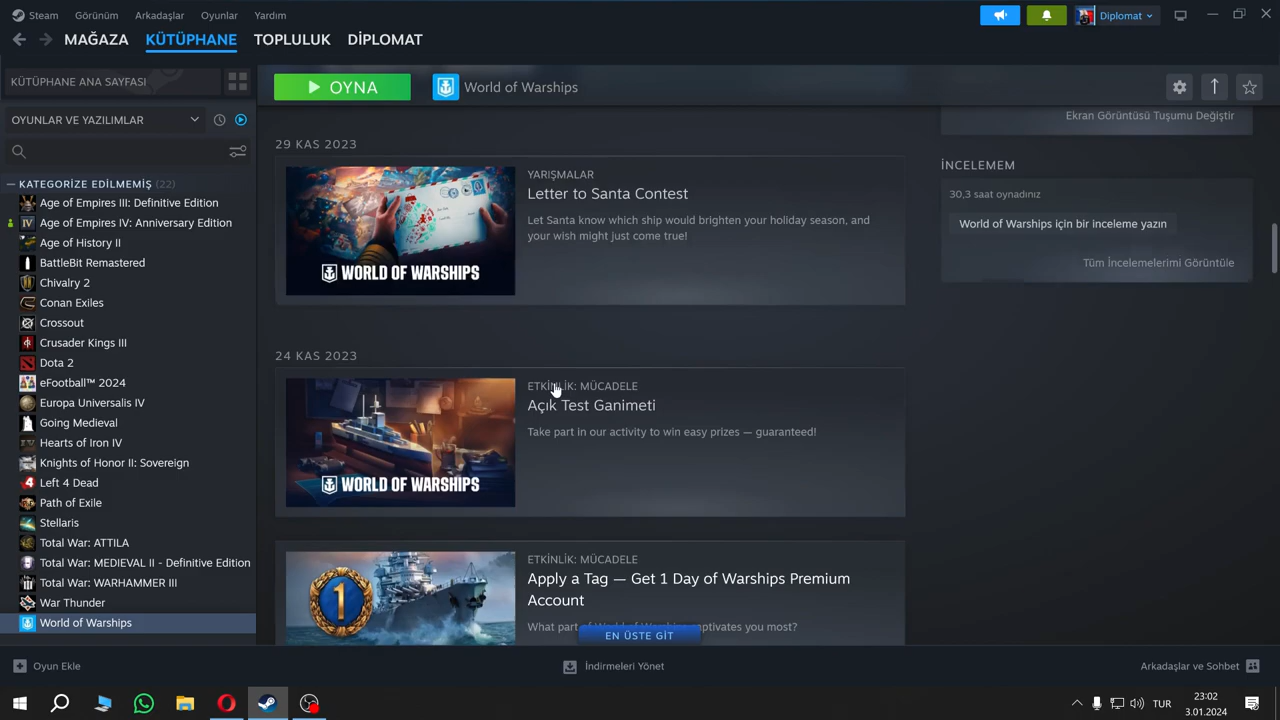 Steam Görünüm Arkadaşlar Oyunlar Yardım
Diplomat
MAĞAZA KÜTÜPHANE TOPLULUK DİPLOMAT
KÜTÜPHANE ANA SAYFASI
OYUNLAR VE YAZILIMLAR
KATEGORİZE EDİLMEMİŞ (22)
Age of Empires III: Definitive Edition
Age of Empires IV: Anniversary Edition
Age of History II
BattleBit Remastered
Chivalry 2
Conan Exiles
Crossout
Crusader Kings III
Dota 2
eFootball™ 2024
Europa Universalis IV
Going Medieval
Hearts of Iron IV
Knights of Honor II: Sovereign
Left 4 Dead
Path of Exile
Stellaris
Total War: ATTILA
Total War: MEDIEVAL II - Definitive Edition
Total War: WARHAMMER III
War Thunder
World of Warships
OYNA
World of Warships
29 KAS 2023
WORLD OF WARSHIPS
YARIŞMALAR
Letter to Santa Contest
Let Santa know which ship would brighten your holiday season, and
your wish might just come true!
24 KAS 2023
WORLD OF WARSHIPS
ETKİNLİK: MÜCADELE
Açık Test Ganimeti
Take part in our activity to win easy prizes — guaranteed!
1
ETKİNLİK: MÜCADELE
Apply a Tag — Get 1 Day of Warships Premium
Account
What part of World of Warships captivates you most?
EN ÜSTE GİT
Ekran Görüntüsü Tuşumu Değiştir
İNCELEMEM
30,3 saat oynadınız
World of Warships için bir inceleme yazın
Tüm İncelemelerimi Görüntüle
Oyun Ekle
İndirmeleri Yönet
Arkadaşlar ve Sohbet
TUR
23:02
3.01.2024